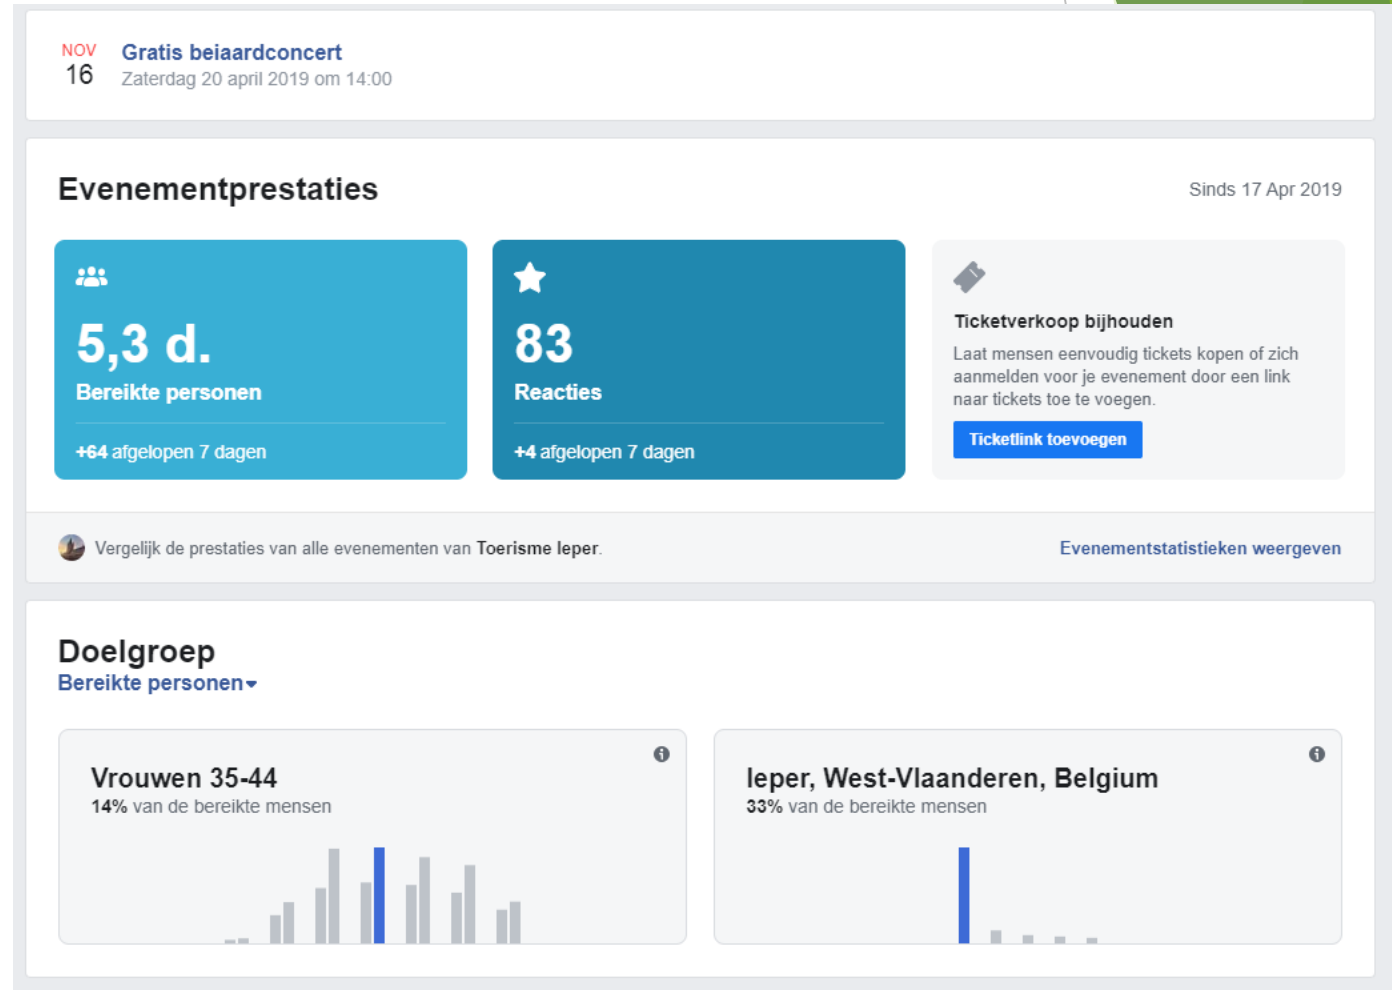 NOV
16
Gratis beiaardconcert
Zaterdag 20 april 2019 om 14:00
Evenementprestaties
Sinds 17 Apr 2019
5,3 d.
Bereikte personen
+64 afgelopen 7 dagen
83
Reacties
+4 afgelopen 7 dagen
Ticketverkoop bijhouden
Laat mensen eenvoudig tickets kopen of zich
aanmelden voor je evenement door een link
naar tickets toe te voegen.
Ticketlink toevoegen
Vergelijk de prestaties van alle evenementen van Toerisme Ieper.
Evenementstatistieken weergeven
Doelgroep
Bereikte personen
Vrouwen 35-44
14% van de bereikte mensen
Ieper, West-Vlaanderen, Belgium
33% van de bereikte mensen